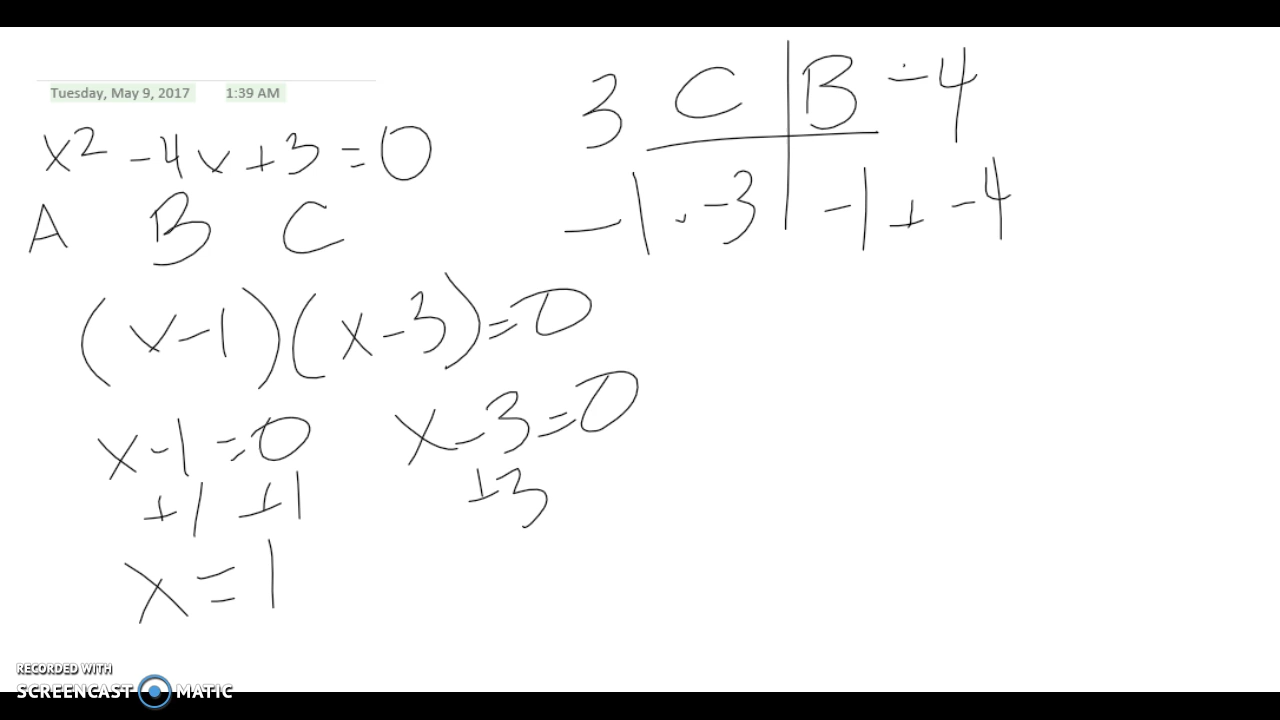 Tuesday, May 9, 2017 1:39 AM
x² -4x +3 = 0
A B C
(x-1)(x-3)=0
x-1=0 x-3=0
+1 +1 +3
x=1
3 C B -4
-1 · -3 -1 + -4
RECORDED WITH
SCREENCAST MATIC